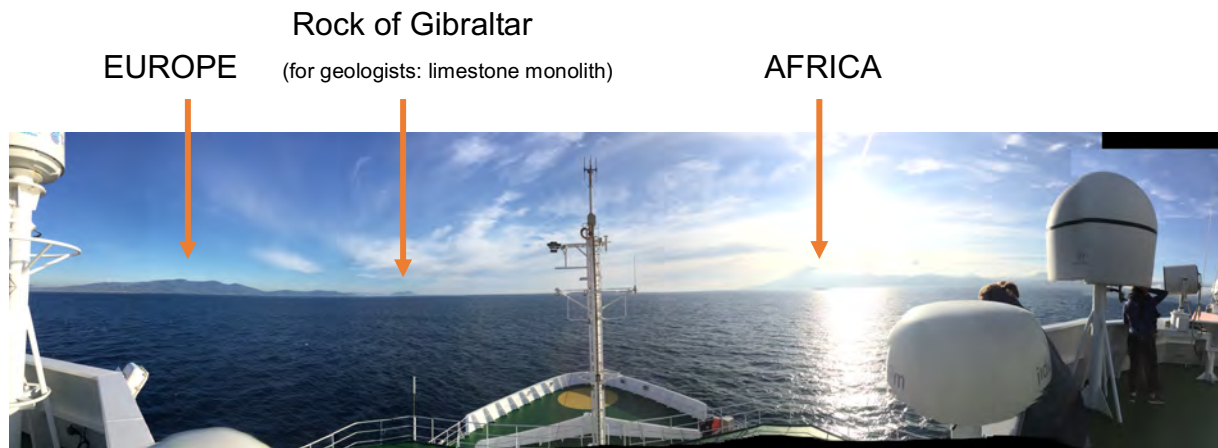 Rock of Gibraltar
EUROPE
(for geologists: limestone monolith)
AFRICA